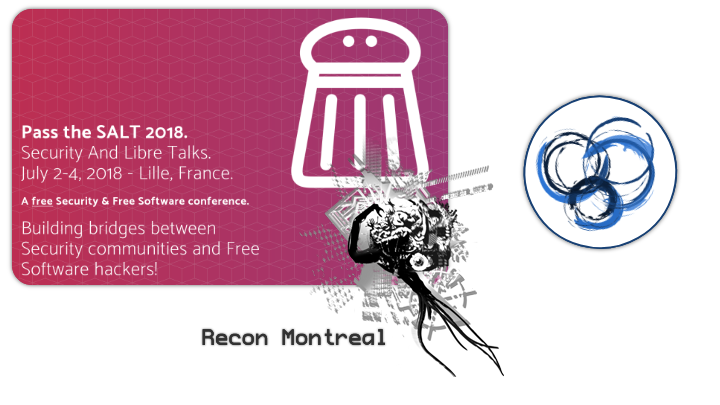 Pass the SALT 2018.
Security And Libre Talks.
July 2-4, 2018 - Lille, France.
A free Security & Free Software conference.
Building bridges between
Security communities and Free
Software hackers!
Recon Montreal